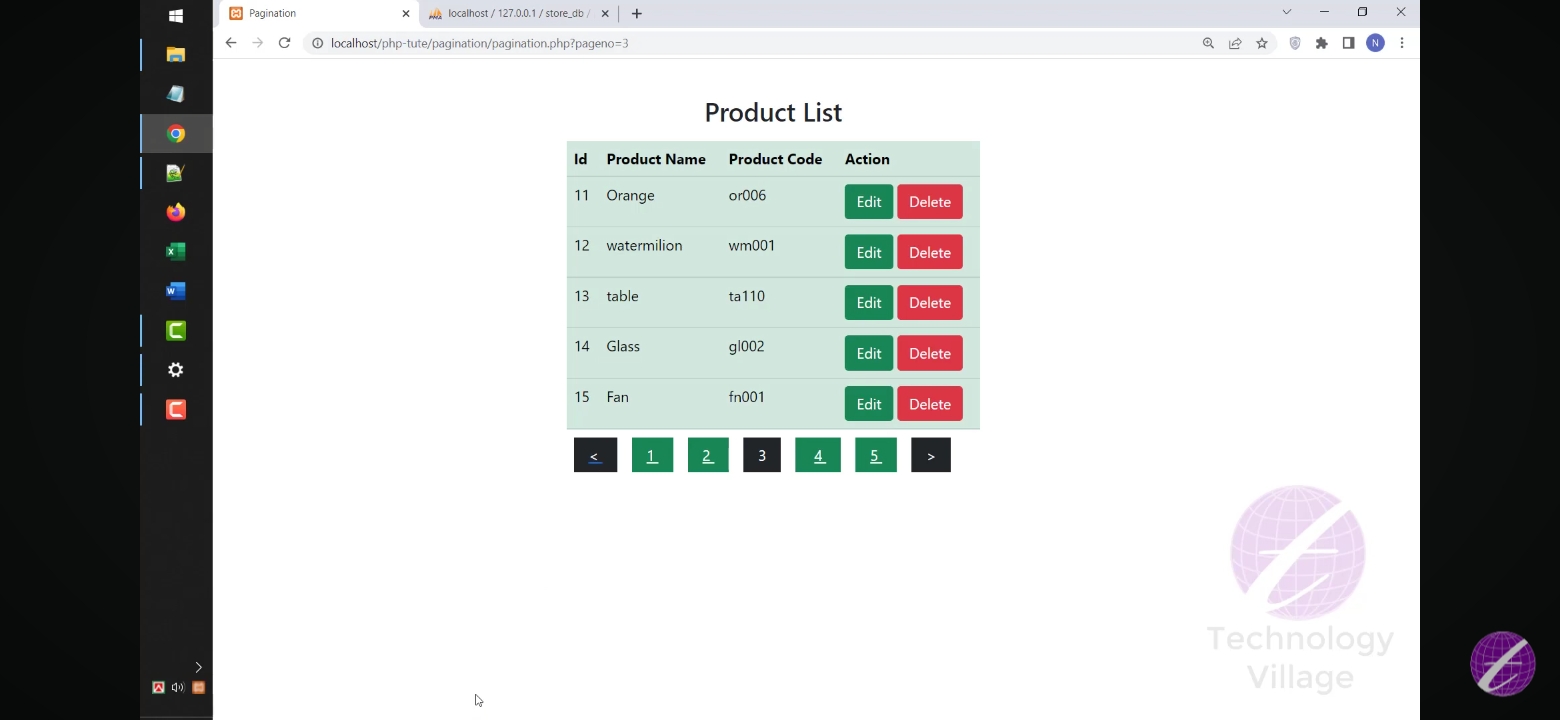 Pagination
localhost / 127.0.0.1 / store_db /
localhost/php-tute/pagination/pagination.php?pageno=3
N
Product List
Id Product Name Product Code Action
11 Orange or006 Edit Delete
12 watermilion wm001 Edit Delete
13 table ta110 Edit Delete
14 Glass gl002 Edit Delete
15 Fan fn001 Edit Delete
< 1 2 3 4 5 >
Technology
Village